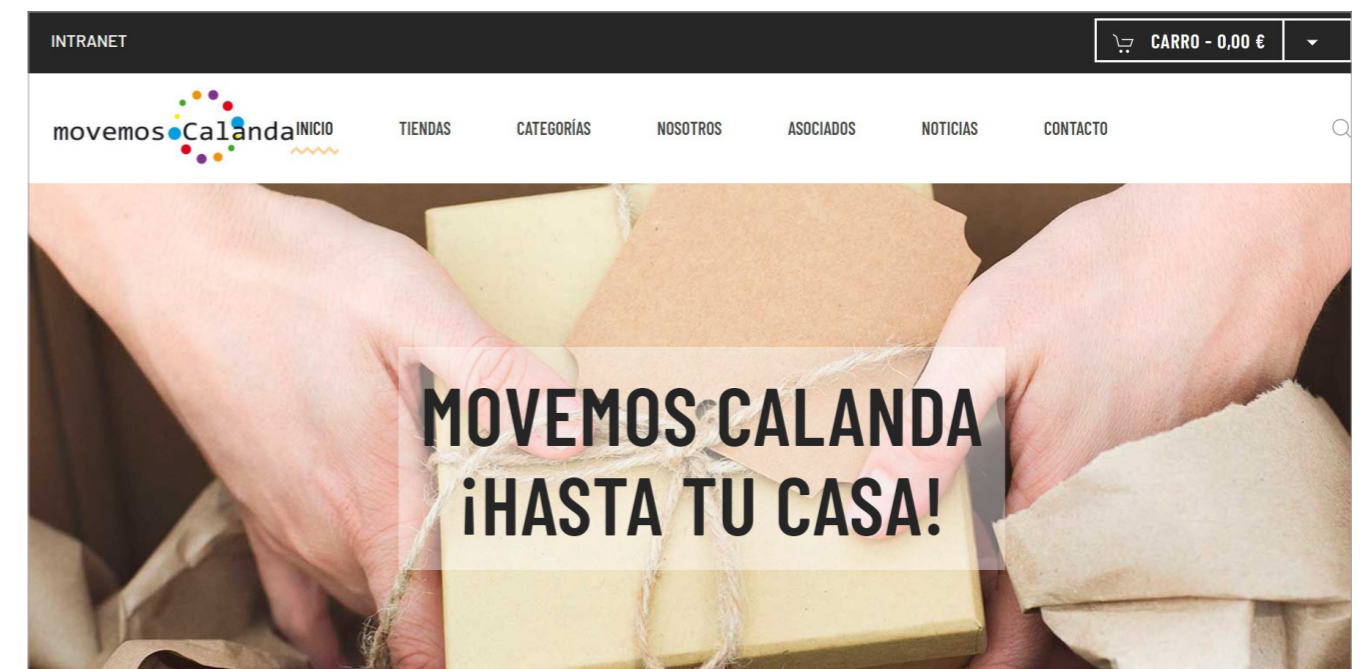 INTRANET
CARRO - 0,00 €
movemos Calanda
INICIO TIENDAS CATEGORÍAS NOSOTROS ASOCIADOS NOTICIAS CONTACTO
MOVEMOS CALANDA
¡HASTA TU CASA!